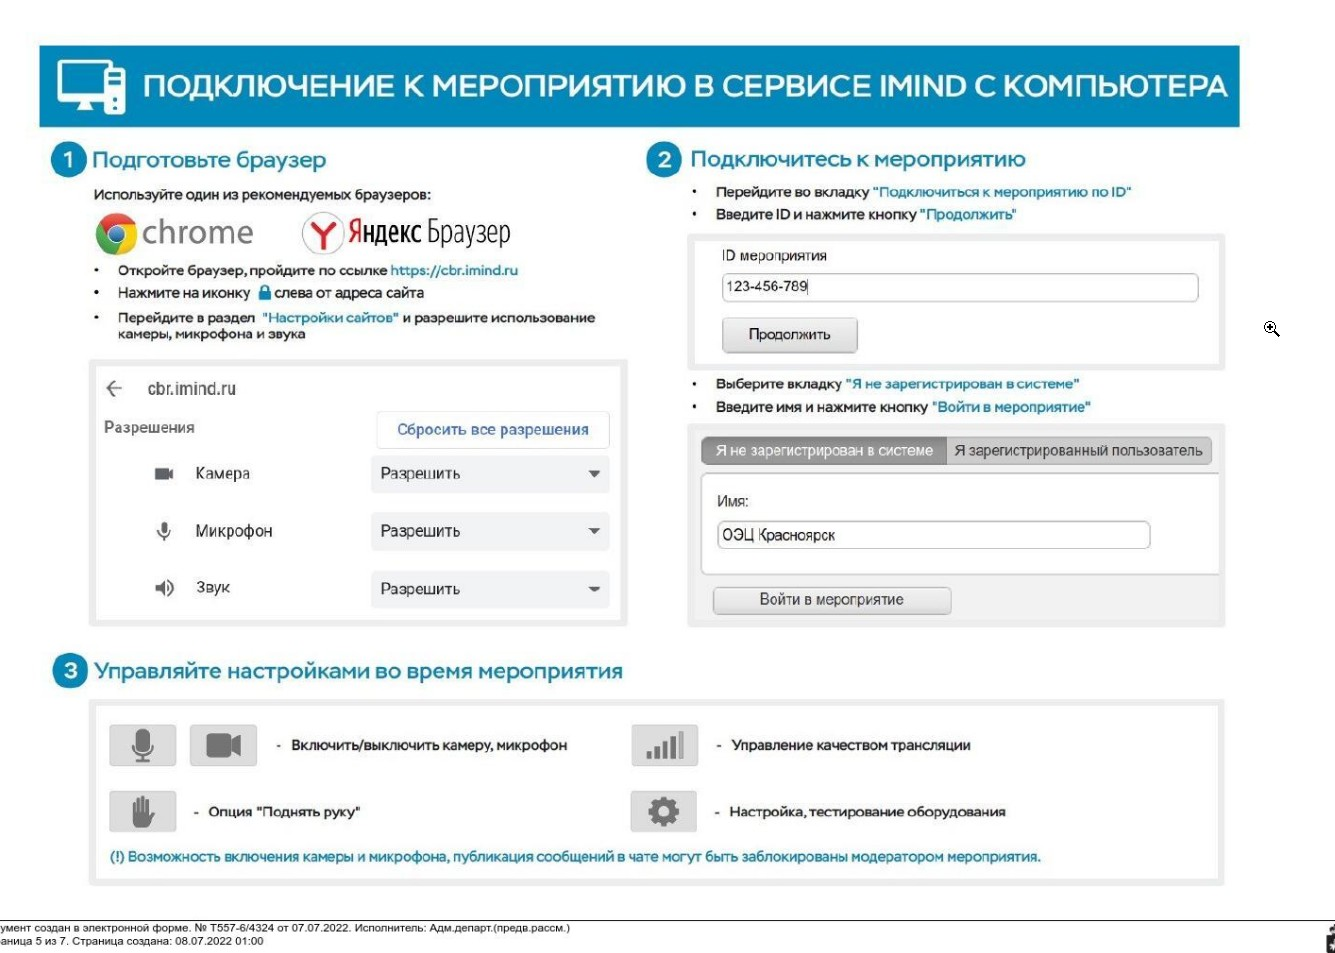 ПОДКЛЮЧЕНИЕ К МЕРОПРИЯТИЮ В СЕРВИСЕ IMIND С КОМПЬЮТЕРА
1 Подготовьте браузер
Используйте один из рекомендуемых браузеров:
chrome
Яндекс Браузер
• Откройте браузер, пройдите по ссылке https://cbr.imind.ru
• Нажмите на иконку слева от адреса сайта
• Перейдите в раздел "Настройки сайтов" и разрешите использование
камеры, микрофона и звука
cbr.imind.ru
Разрешения
Сбросить все разрешения
Камера
Разрешить
Микрофон
Разрешить
Звук
Разрешить
2 Подключитесь к мероприятию
• Перейдите во вкладку "Подключиться к мероприятию по ID"
• Введите ID и нажмите кнопку "Продолжить"
ID мероприятия
123-456-789
Продолжить
• Выберите вкладку "Я не зарегистрирован в системе"
• Введите имя и нажмите кнопку "Войти в мероприятие"
Я не зарегистрирован в системе
Я зарегистрированный пользователь
Имя:
ОЭЦ Красноярск
Войти в мероприятие
3 Управляйте настройками во время мероприятия
- Включить/выключить камеру, микрофон
- Управление качеством трансляции
- Опция "Поднять руку"
- Настройка, тестирование оборудования
(!) Возможность включения камеры и микрофона, публикация сообщений в чате могут быть заблокированы модератором мероприятия.
умент создан в электронной форме. № Т557-6/4324 от 07.07.2022. Исполнитель: Адм.департ.(предв.рассм.)
аница 5 из 7. Страница создана: 08.07.2022 01:00